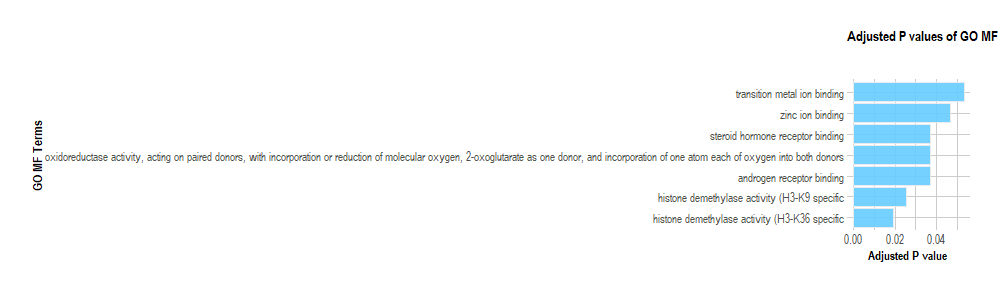 Adjusted P values of GO MF
GO MF Terms
transition metal ion binding
zinc ion binding
steroid hormone receptor binding
oxidoreductase activity, acting on paired donors, with incorporation or reduction of molecular oxygen, 2-oxoglutarate as one donor, and incorporation of one atom each of oxygen into both donors
androgen receptor binding
histone demethylase activity (H3-K9 specific
histone demethylase activity (H3-K36 specific
0.00 0.02 0.04
Adjusted P value